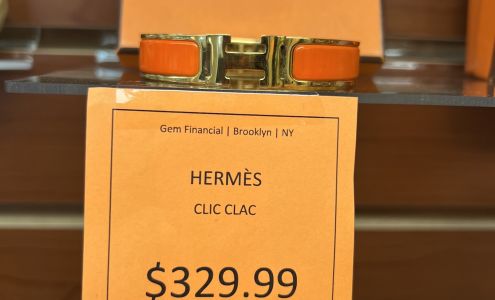 Gem Financial | Brooklyn | NY
HERMÈS
CLIC CLAC
$329.99